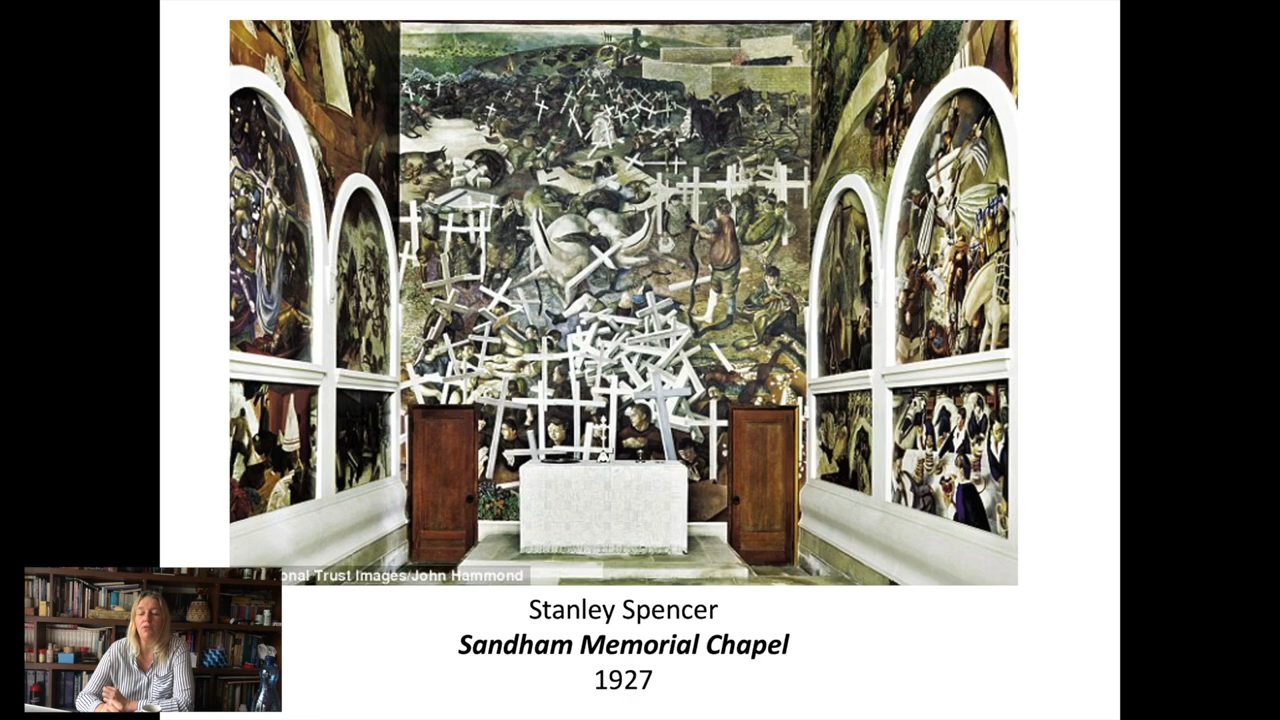 onal Trust Images/John Hammond
Stanley Spencer
Sandham Memorial Chapel
1927